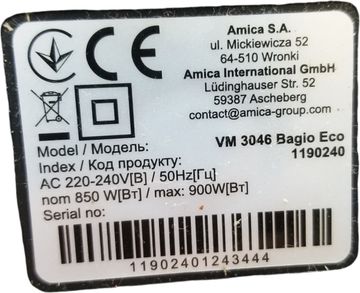 Amica S.A.
ul. Mickiewicza 52
64-510 Wronki
Amica International GmbH
Lüdinghauser Str. 52
59387 Ascheberg
contact@amica-group.com
Model / Модель:
VM 3046 Bagio Eco
Index / Код продукту:
1190240
AC 220-240V[В] / 50Hz[Гц]
nom 850 W[Вт] / max: 900W[Вт]
Serial no:
11902401243444